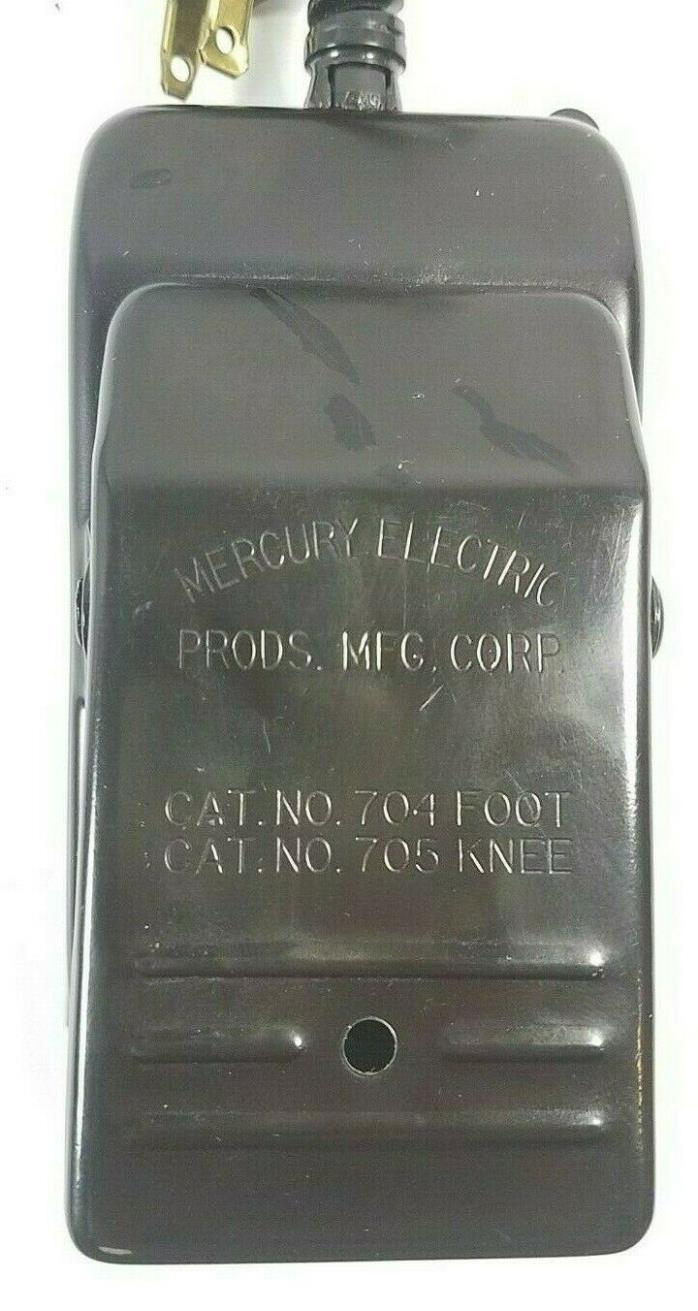 MERCURY ELECTRIC
PRODS. MFG. CORP.
CAT. NO. 704 FOOT
CAT. NO. 705 KNEE